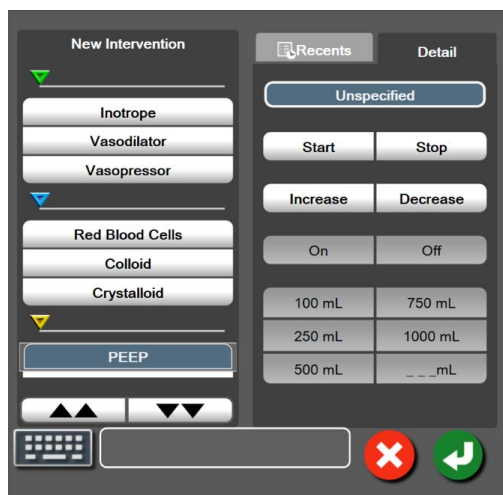 New Intervention
Inotrope
Vasodilator
Vasopressor
Red Blood Cells
Colloid
Crystalloid
PEEP
Recents Detail
Unspecified
Start Stop
Increase Decrease
On Off
100 mL 750 mL
250 mL 1000 mL
500 mL _ _ _mL